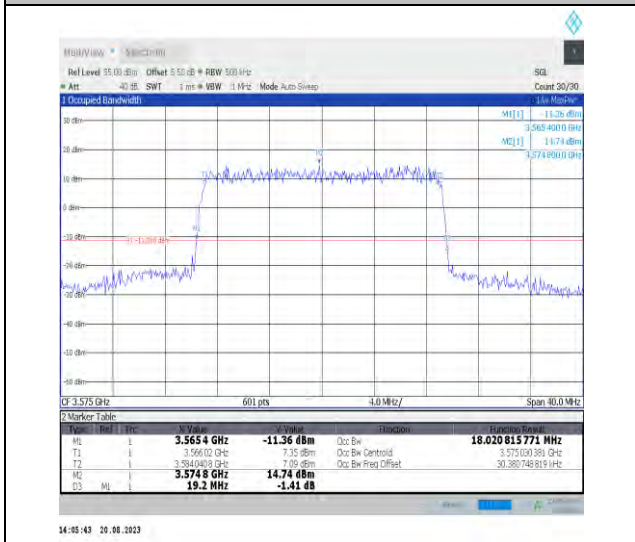 MultiView Spectrum
Ref Level 35.00 dBm Offset 5.50 dB RBW 500 kHz SGL
Att 40 dB SWT 1 ms VBW 1 MHz Mode Auto Sweep Count 30/30
1 Occupied Bandwidth
M1[1] -11.36 dBm
3.565400 0 GHz
M2[1] 14.74 dBm
3.574800 0 GHz
30 dBm
20 dBm
10 dBm
0 dBm
-10 dBm
-20 dBm
-30 dBm
-40 dBm
-50 dBm
CF 3.575 GHz 601 pts 4.0 MHz/ Span 40.0 MHz
2 Marker Table
Type Ref Trc X-Value Y-Value Function Function Result
M1 1 3.565 4 GHz -11.36 dBm Occ Bw 18.020 815 771 MHz
T1 1 3.566 02 GHz 7.35 dBm Occ Bw Centroid 3.575 030 381 GHz
T2 1 3.584 040 8 GHz 7.09 dBm Occ Bw Freq Offset 30.380 748 819 kHz
M2 1 3.574 8 GHz 14.74 dBm
D3 M1 1 19.2 MHz -1.41 dB
14:05:43 20.08.2023